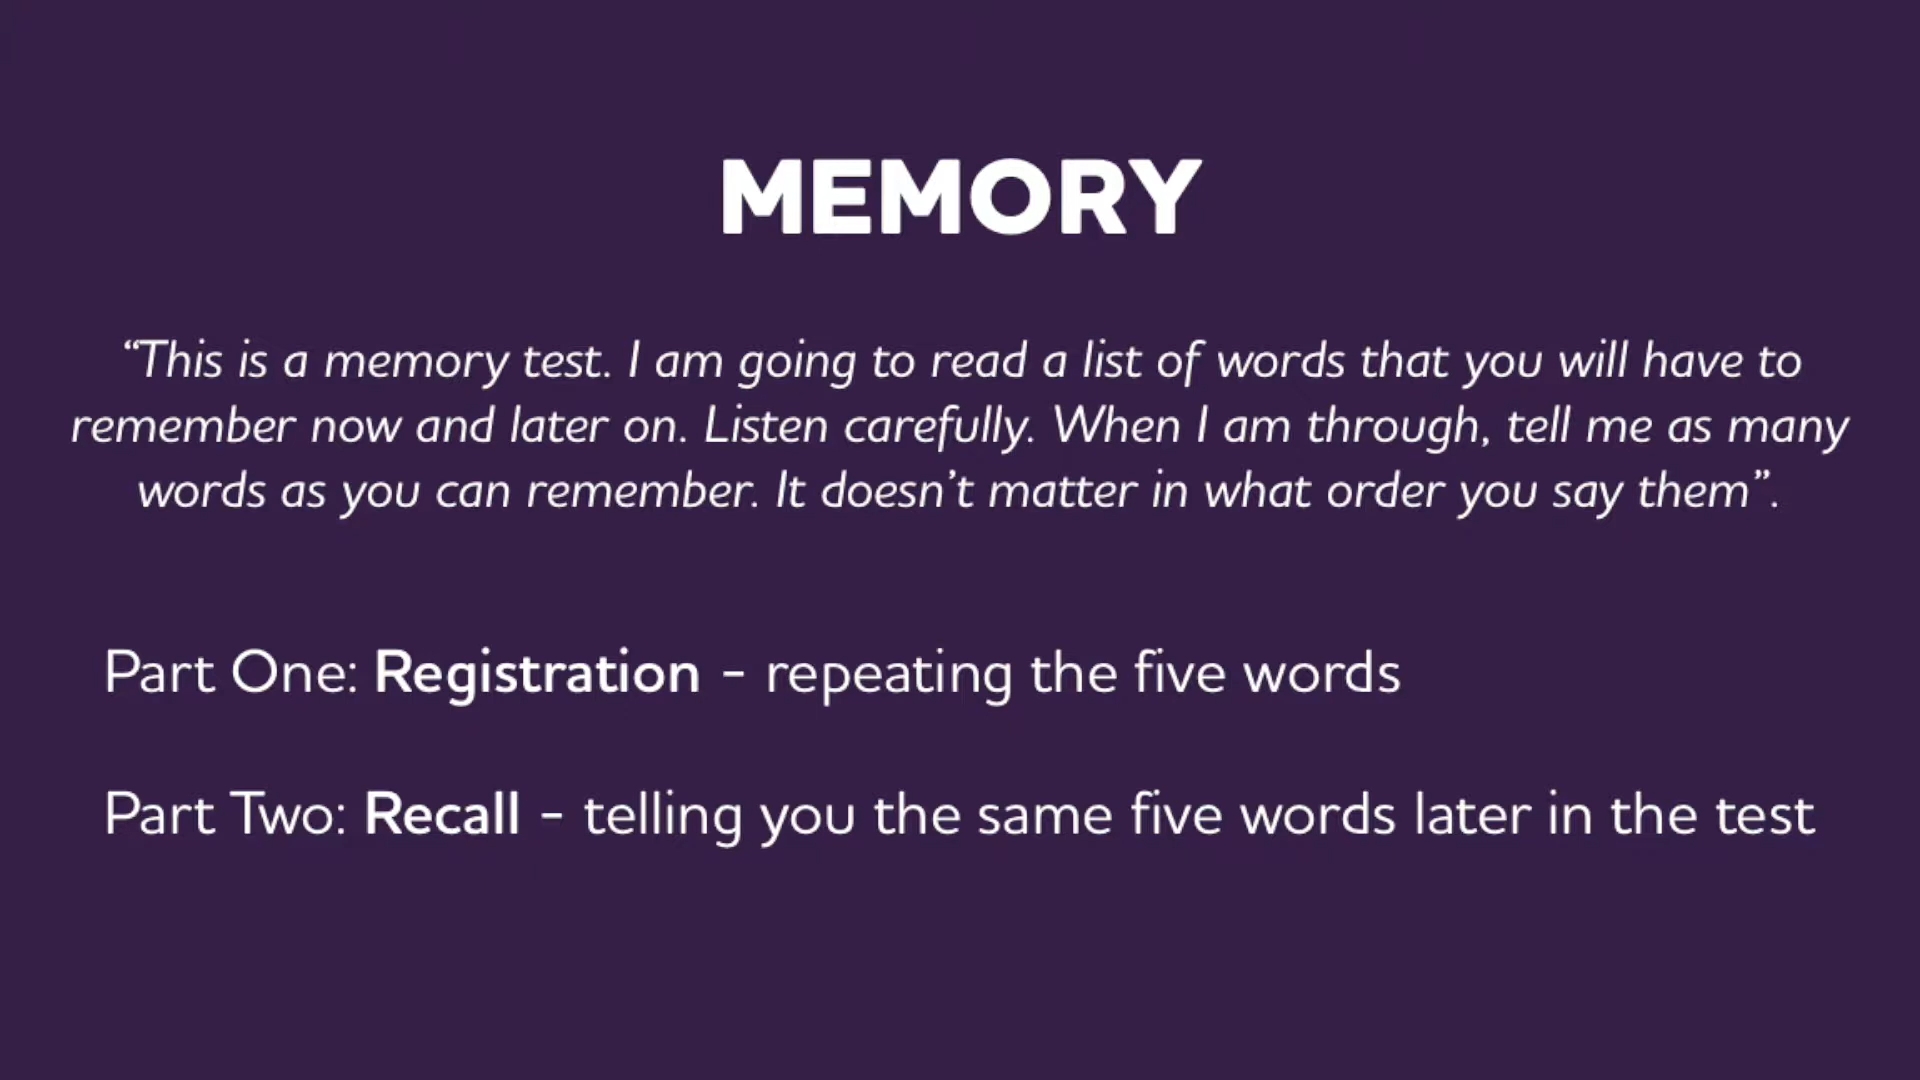 MEMORY
“This is a memory test. I am going to read a list of words that you will have to
remember now and later on. Listen carefully. When I am through, tell me as many
words as you can remember. It doesn’t matter in what order you say them”.
Part One: Registration - repeating the five words
Part Two: Recall - telling you the same five words later in the test